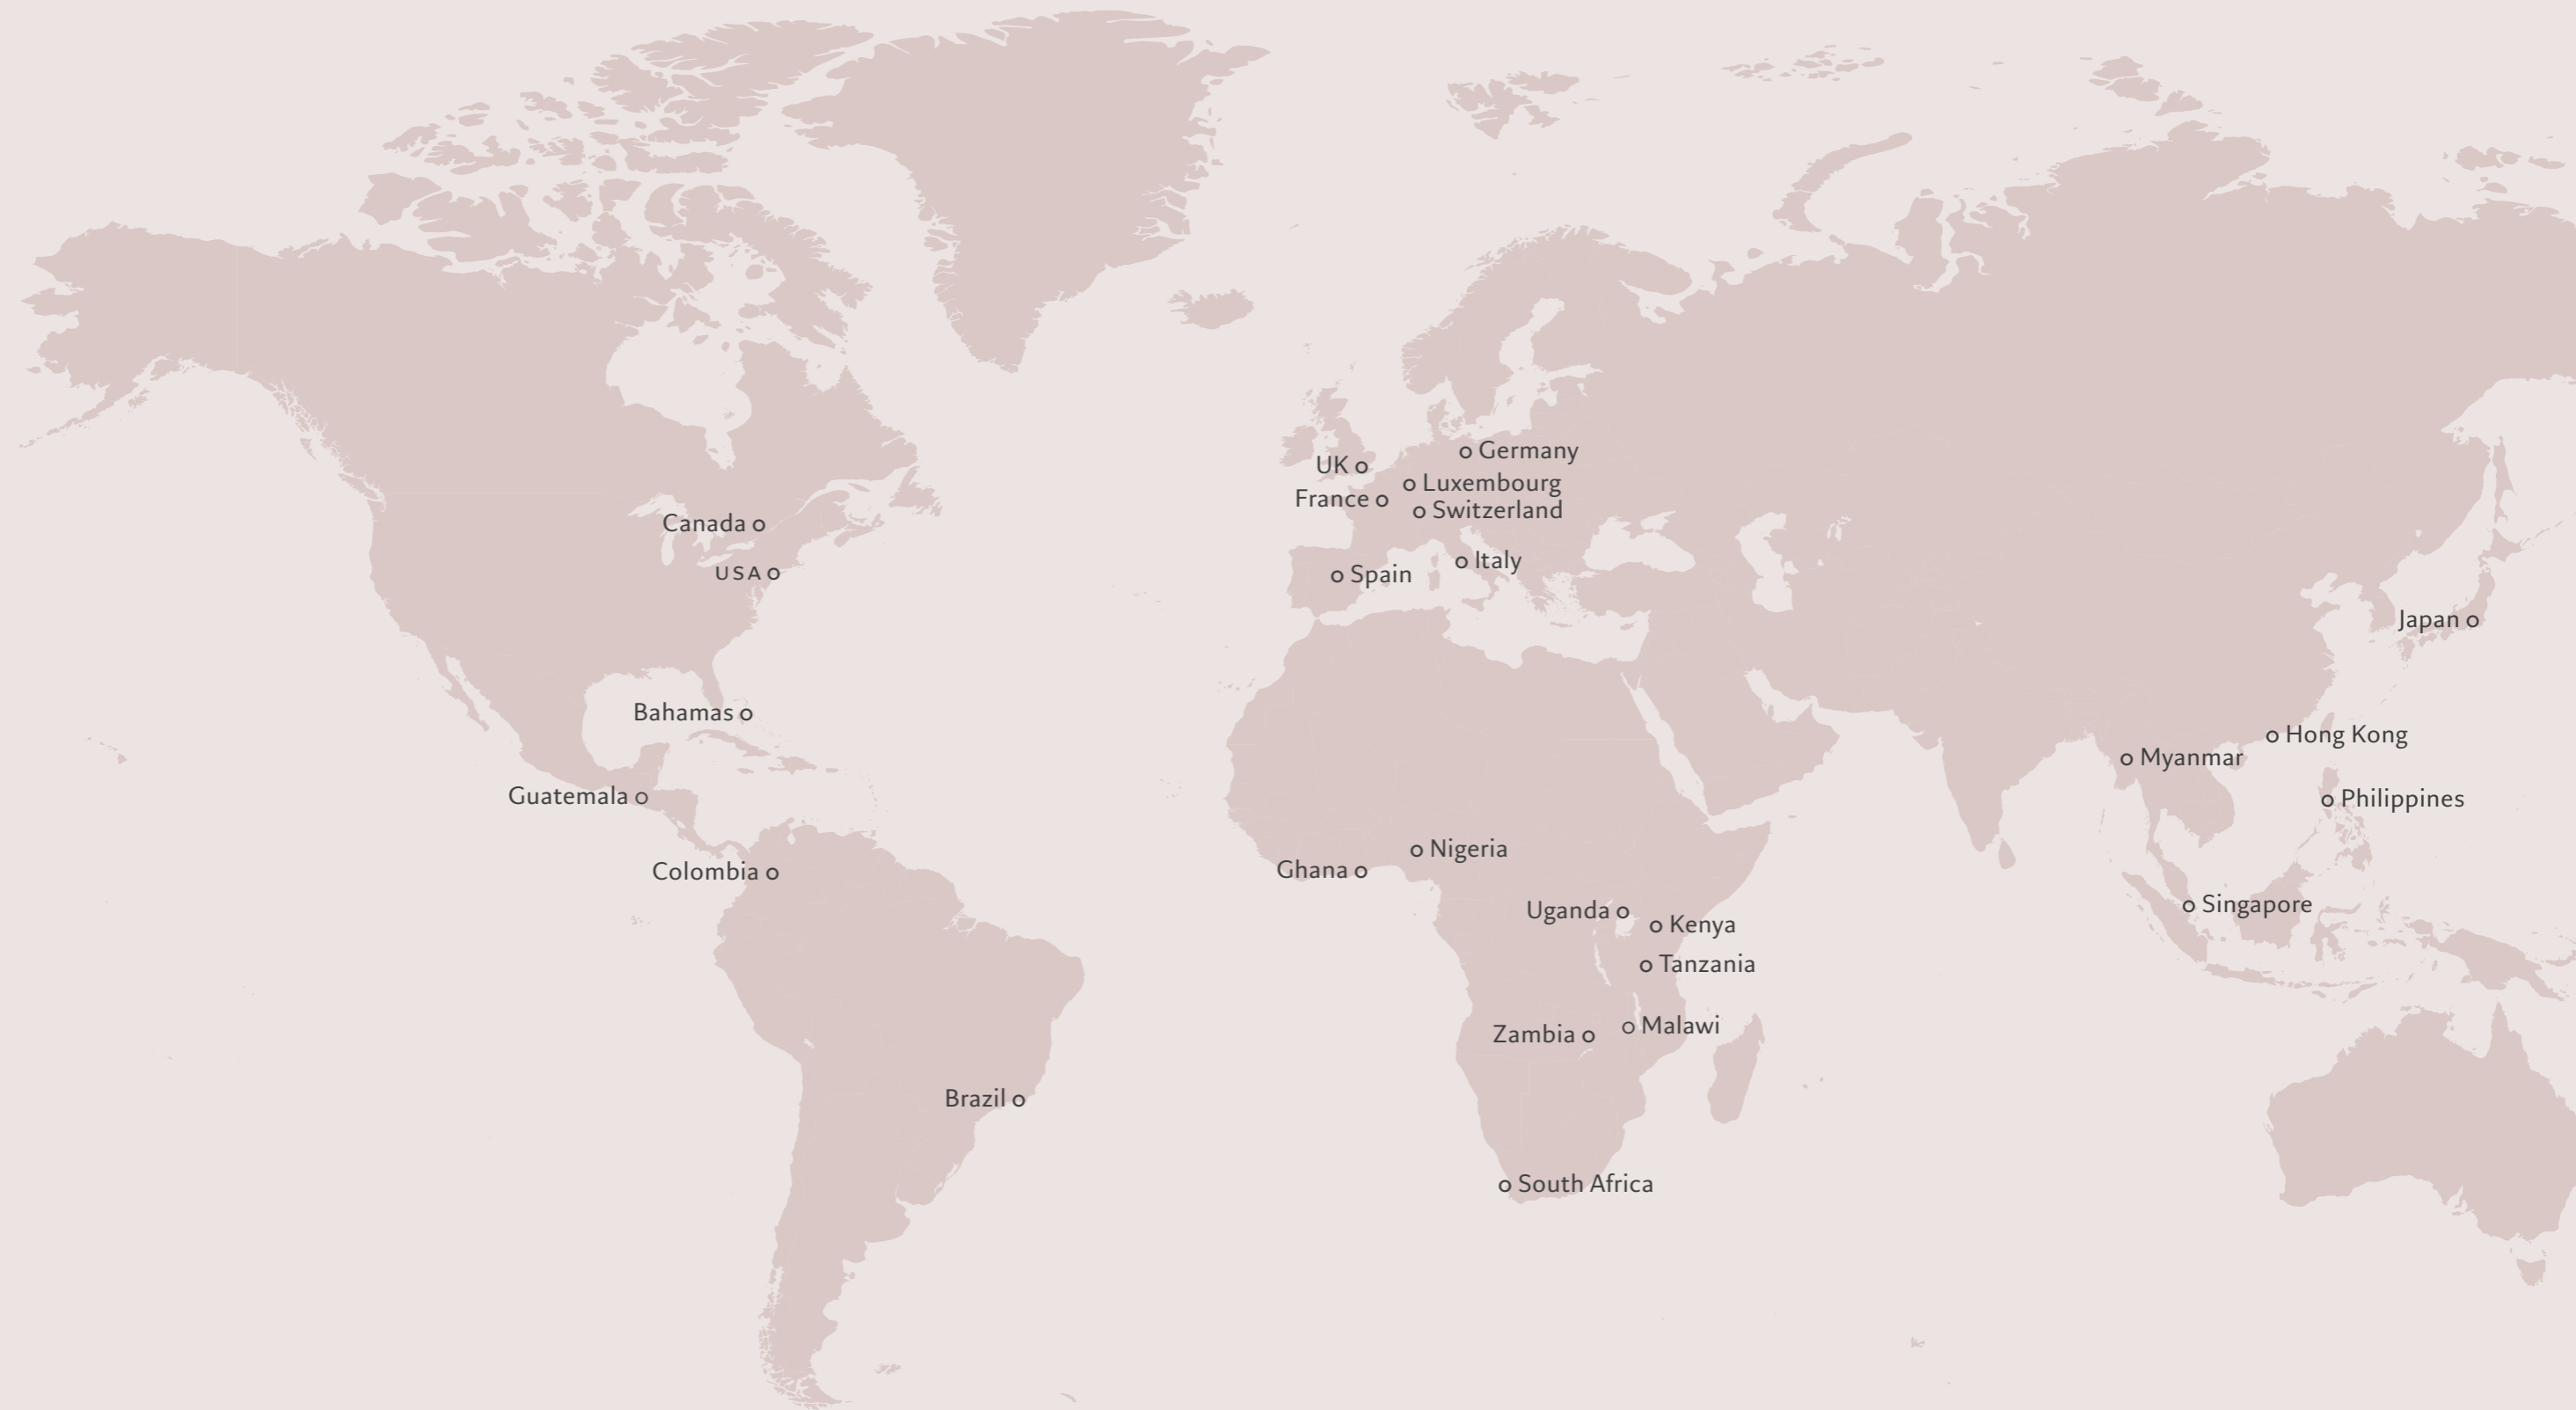 Germany
UK
Luxembourg
France
Switzerland
Canada
Italy
USA
Spain
Japan
Bahamas
Hong Kong
Myanmar
Guatemala
Philippines
Nigeria
Ghana
Colombia
Singapore
Uganda
Kenya
Tanzania
Malawi
Zambia
Brazil
South Africa